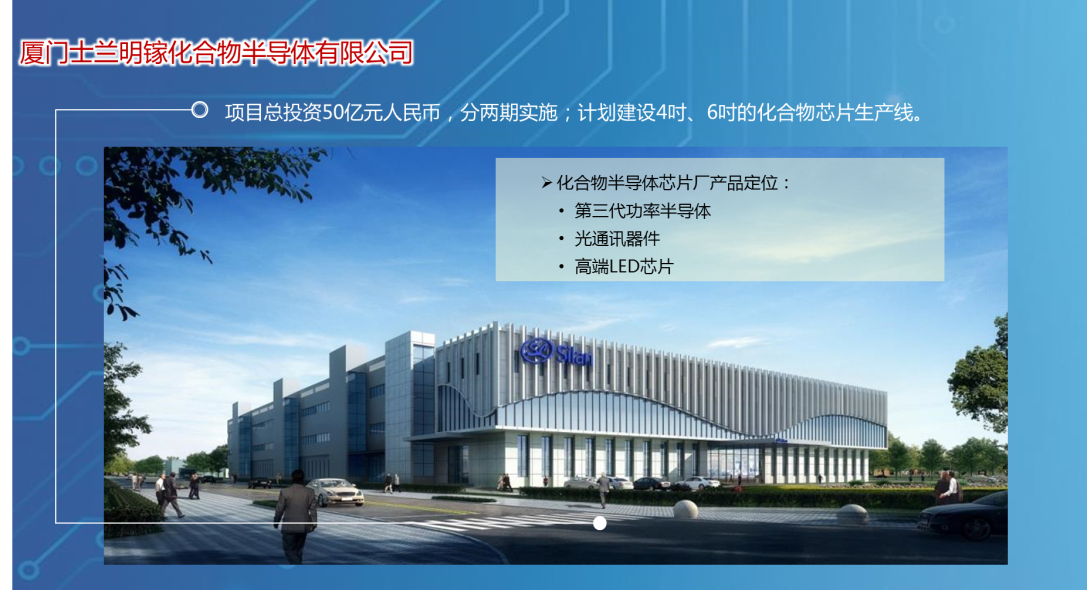 厦门士兰明镓化合物半导体有限公司
项目总投资50亿元人民币，分两期实施；计划建设4吋、6吋的化合物芯片生产线。
➢ 化合物半导体芯片厂产品定位：
• 第三代功率半导体
• 光通讯器件
• 高端LED芯片
Silan